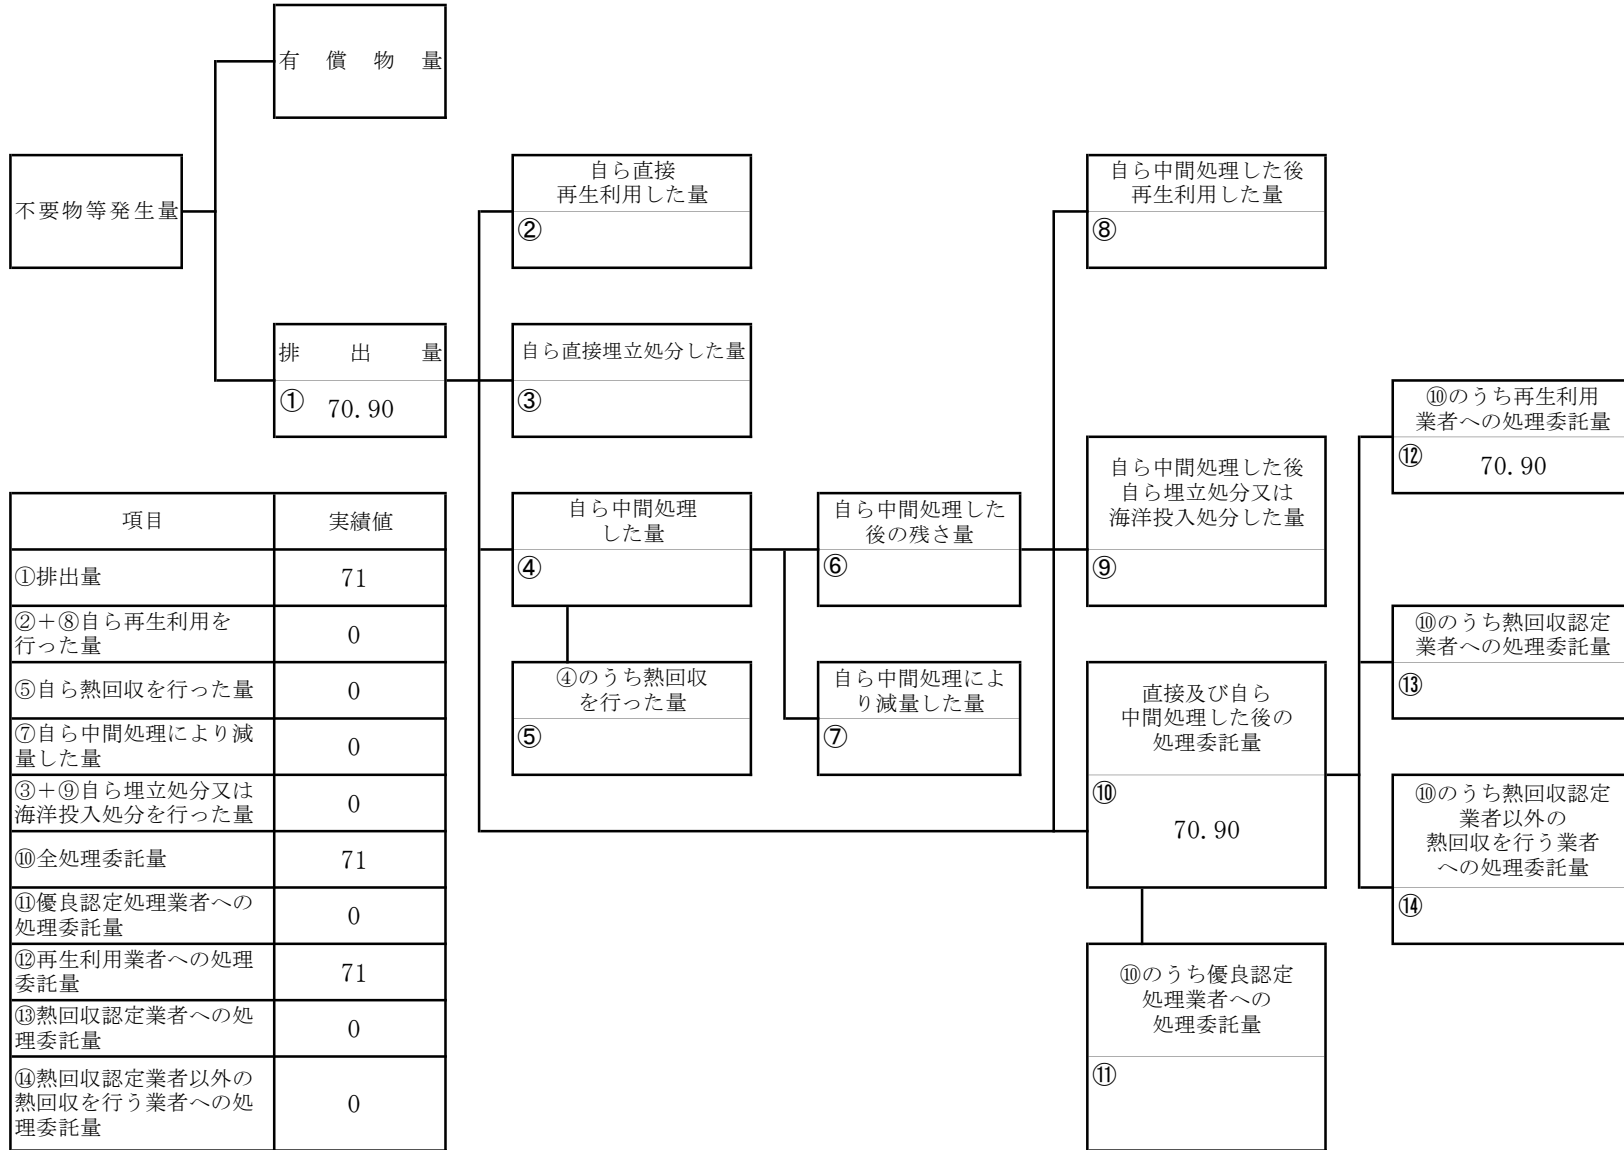 有償物量
不要物等発生量
排出量
① 70.90
自ら直接
再生利用した量
②
自ら直接埋立処分した量
③
自ら中間処理
した量
④
④のうち熱回収
を行った量
⑤
自ら中間処理した
後の残さ量
⑥
自ら中間処理によ
り減量した量
⑦
自ら中間処理した後
再生利用した量
⑧
自ら中間処理した後
自ら埋立処分又は
海洋投入処分した量
⑨
直接及び自ら
中間処理した後の
処理委託量
⑩
70.90
⑩のうち優良認定
処理業者への
処理委託量
⑪
⑩のうち再生利用
業者への処理委託量
⑫ 70.90
⑩のうち熱回収認定
業者への処理委託量
⑬
⑩のうち熱回収認定
業者以外の
熱回収を行う業者
への処理委託量
⑭
項目 実績値
①排出量 71
②+⑧自ら再生利用を
行った量 0
⑤自ら熱回収を行った量 0
⑦自ら中間処理により減
量した量 0
③+⑨自ら埋立処分又は
海洋投入処分を行った量 0
⑩全処理委託量 71
⑪優良認定処理業者への
処理委託量 0
⑫再生利用業者への処理
委託量 71
⑬熱回収認定業者への処
理委託量 0
⑭熱回収認定業者以外の
熱回収を行う業者への処
理委託量 0